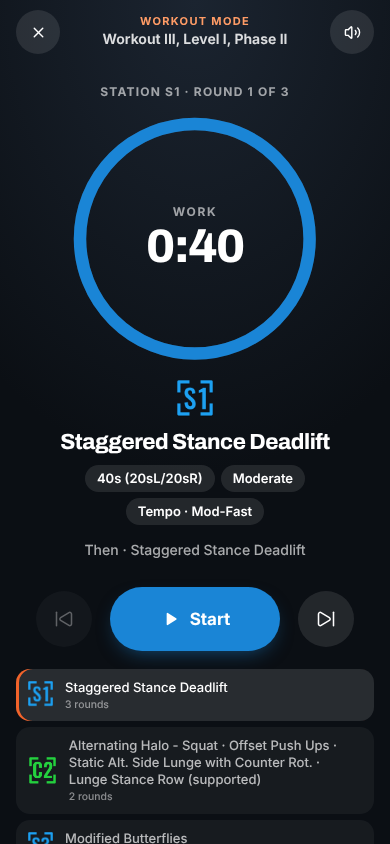 WORKOUT MODE
Workout III, Level I, Phase II
STATION S1 · ROUND 1 OF 3
WORK
0:40
S1
Staggered Stance Deadlift
40s (20sL/20sR)
Moderate
Tempo · Mod-Fast
Then · Staggered Stance Deadlift
Start
S1
Staggered Stance Deadlift
3 rounds
C2
Alternating Halo - Squat · Offset Push Ups ·
Static Alt. Side Lunge with Counter Rot. ·
Lunge Stance Row (supported)
2 rounds
Modified Butterflies